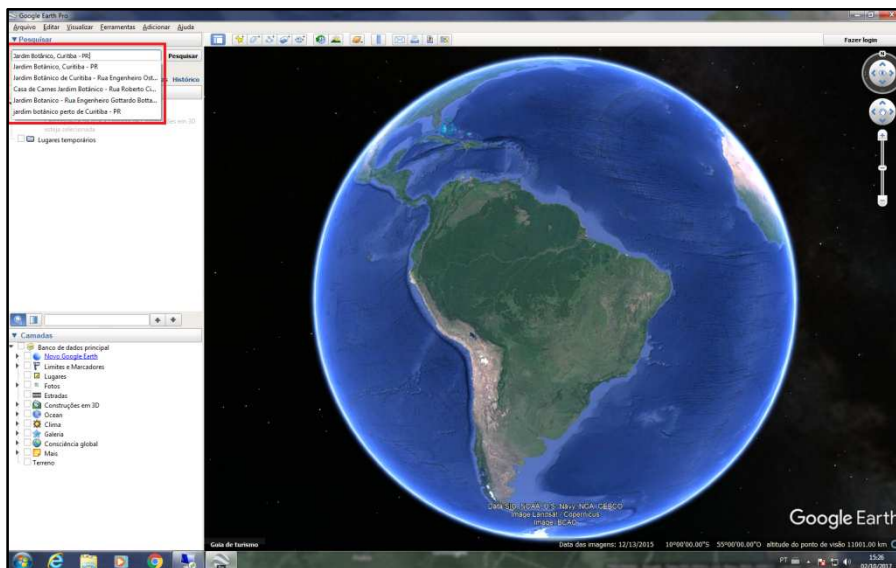 Google Earth Pro
Arquivo Editar Visualizar Ferramentas Adicionar Ajuda
▼ Pesquisar
Fazer login
Jardim Botânico, Curitiba - PR
Pesquisar
Jardim Botânico, Curitiba - PR
Jardim Botânico de Curitiba - Rua Engenheiro Ost...
Histórico
Casa de Carnes Jardim Botânico - Rua Roberto Ci...
Jardim Botanico - Rua Engenheiro Gottardo Botta...
jardim botânico perto de Curitiba - PR
esteja selecionada
Lugares temporários
▼ Camadas
Banco de dados principal
Novo Google Earth
Limites e Marcadores
Lugares
Fotos
Estradas
Construções em 3D
Ocean
Clima
Galeria
Consciência global
Mais
Terreno
Data SIO, NOAA, U.S. Navy, NGA, GEBCO
Image Landsat / Copernicus
Image IBCAO
Google Earth
Guia de turismo
Data das imagens: 12/13/2015 10°00'00.00"S 55°00'00.00"O altitude do ponto de visão 11001.00 km
PT
15:26